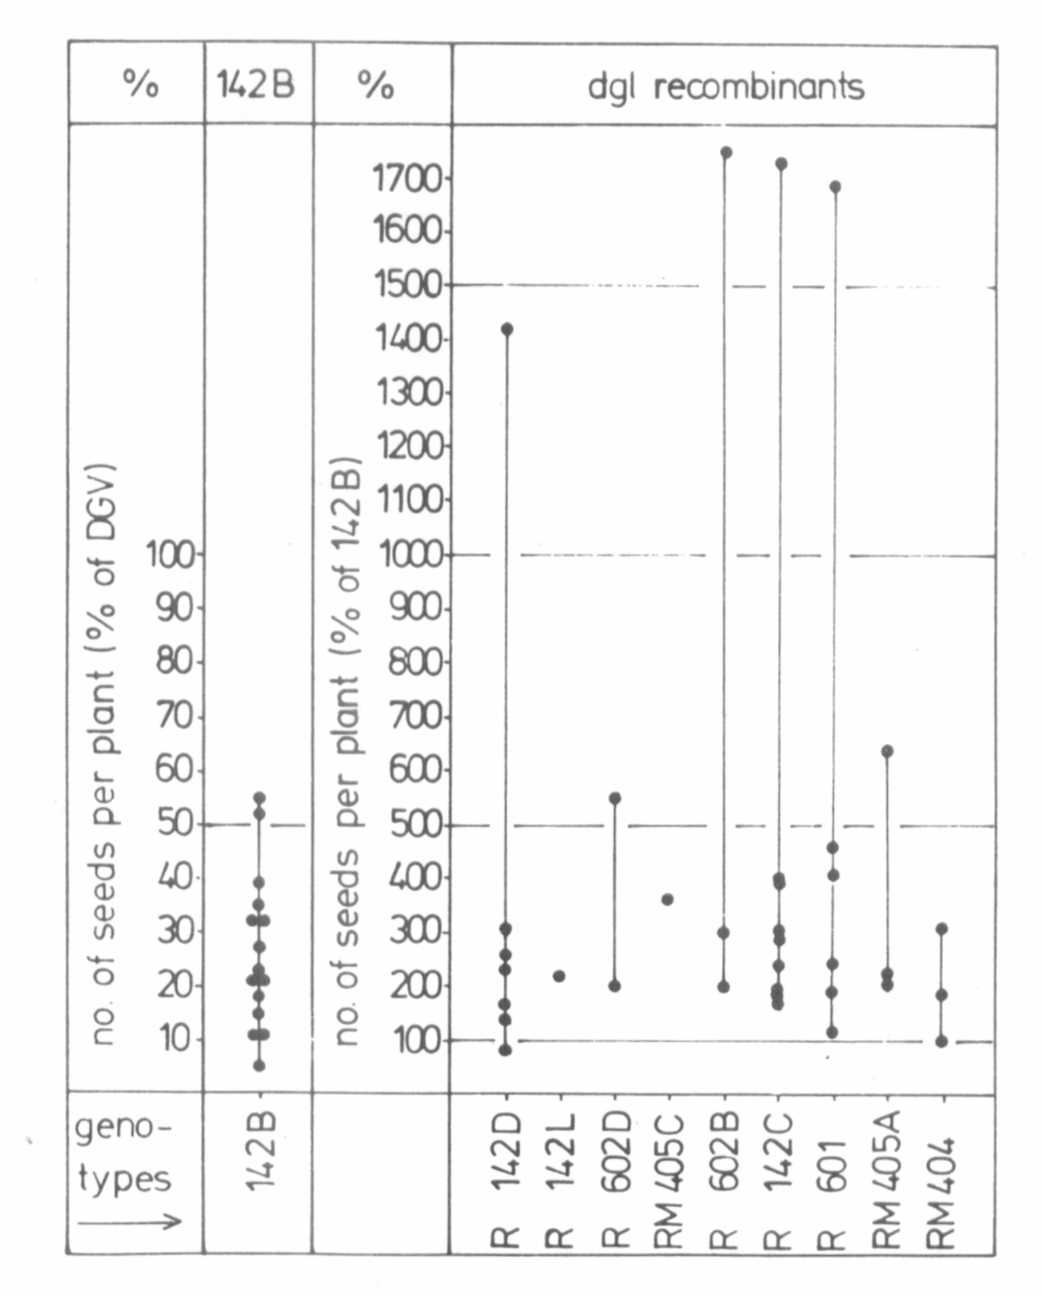 % 142B % dgl recombinants
no. of seeds per plant (% of DGV)
100
90
80
70
60
50
40
30
20
10
no. of seeds per plant (% of 142B)
1700
1600
1500
1400
1300
1200
1100
1000
900
800
700
600
500
400
300
200
100
geno-
types
142B
R 142D
R 142L
R 602D
RM 405C
R 602B
R 142C
R 601
RM 405A
RM 404